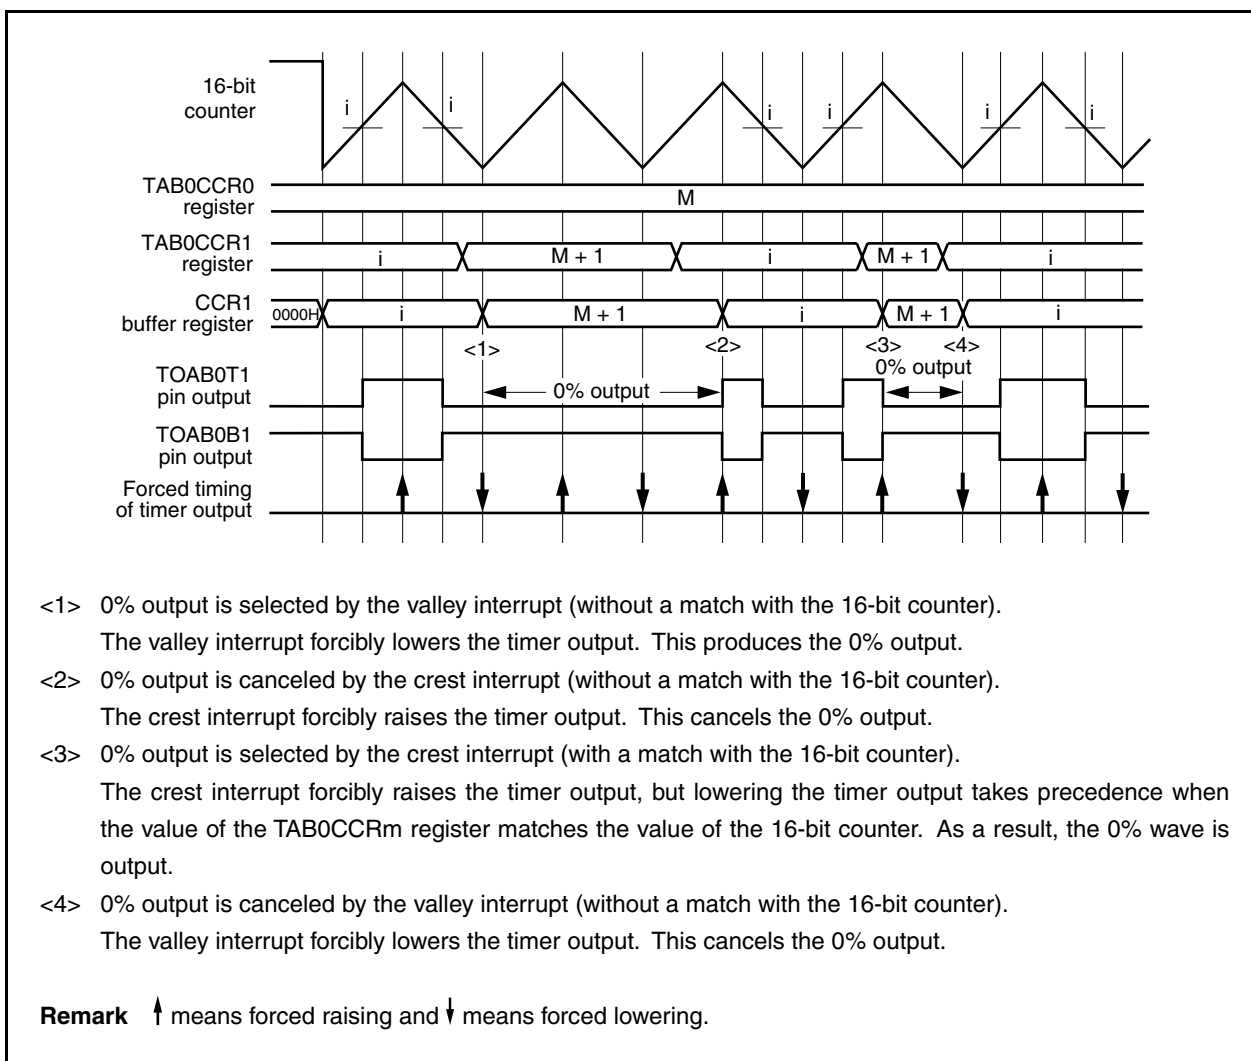 16-bit
counter
i
i
i
i
i
i
TAB0CCR0
register
M
TAB0CCR1
register
i
M + 1
i
M + 1
i
CCR1
buffer register
0000H
i
M + 1
i
M + 1
i
<1>
<2>
<3>
<4>
0% output
TOAB0T1
pin output
0% output
TOAB0B1
pin output
Forced timing
of timer output
<1> 0% output is selected by the valley interrupt (without a match with the 16-bit counter).
The valley interrupt forcibly lowers the timer output. This produces the 0% output.
<2> 0% output is canceled by the crest interrupt (without a match with the 16-bit counter).
The crest interrupt forcibly raises the timer output. This cancels the 0% output.
<3> 0% output is selected by the crest interrupt (with a match with the 16-bit counter).
The crest interrupt forcibly raises the timer output, but lowering the timer output takes precedence when
the value of the TAB0CCRm register matches the value of the 16-bit counter. As a result, the 0% wave is
output.
<4> 0% output is canceled by the valley interrupt (without a match with the 16-bit counter).
The valley interrupt forcibly lowers the timer output. This cancels the 0% output.
Remark ↑ means forced raising and ↓ means forced lowering.